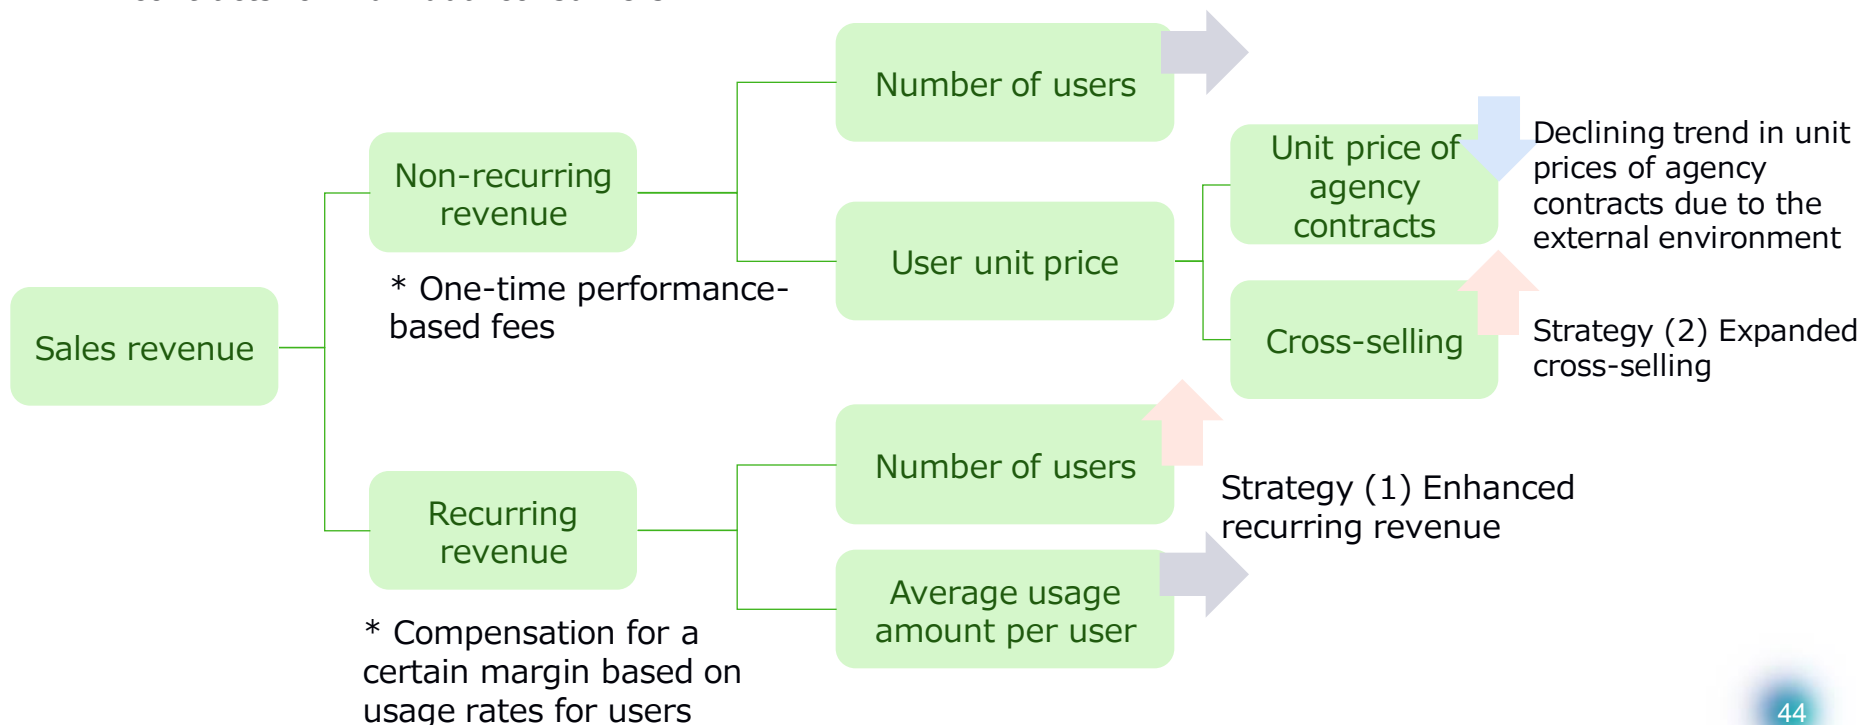 Number of users
Non-recurring
revenue
* One-time performance-
based fees
User unit price
Unit price of
agency
contracts
Declining trend in unit
prices of agency
contracts due to the
external environment
Cross-selling
Strategy (2) Expanded
cross-selling
Sales revenue
Number of users
Strategy (1) Enhanced
recurring revenue
Recurring
revenue
Average usage
amount per user
* Compensation for a
certain margin based on
usage rates for users
44